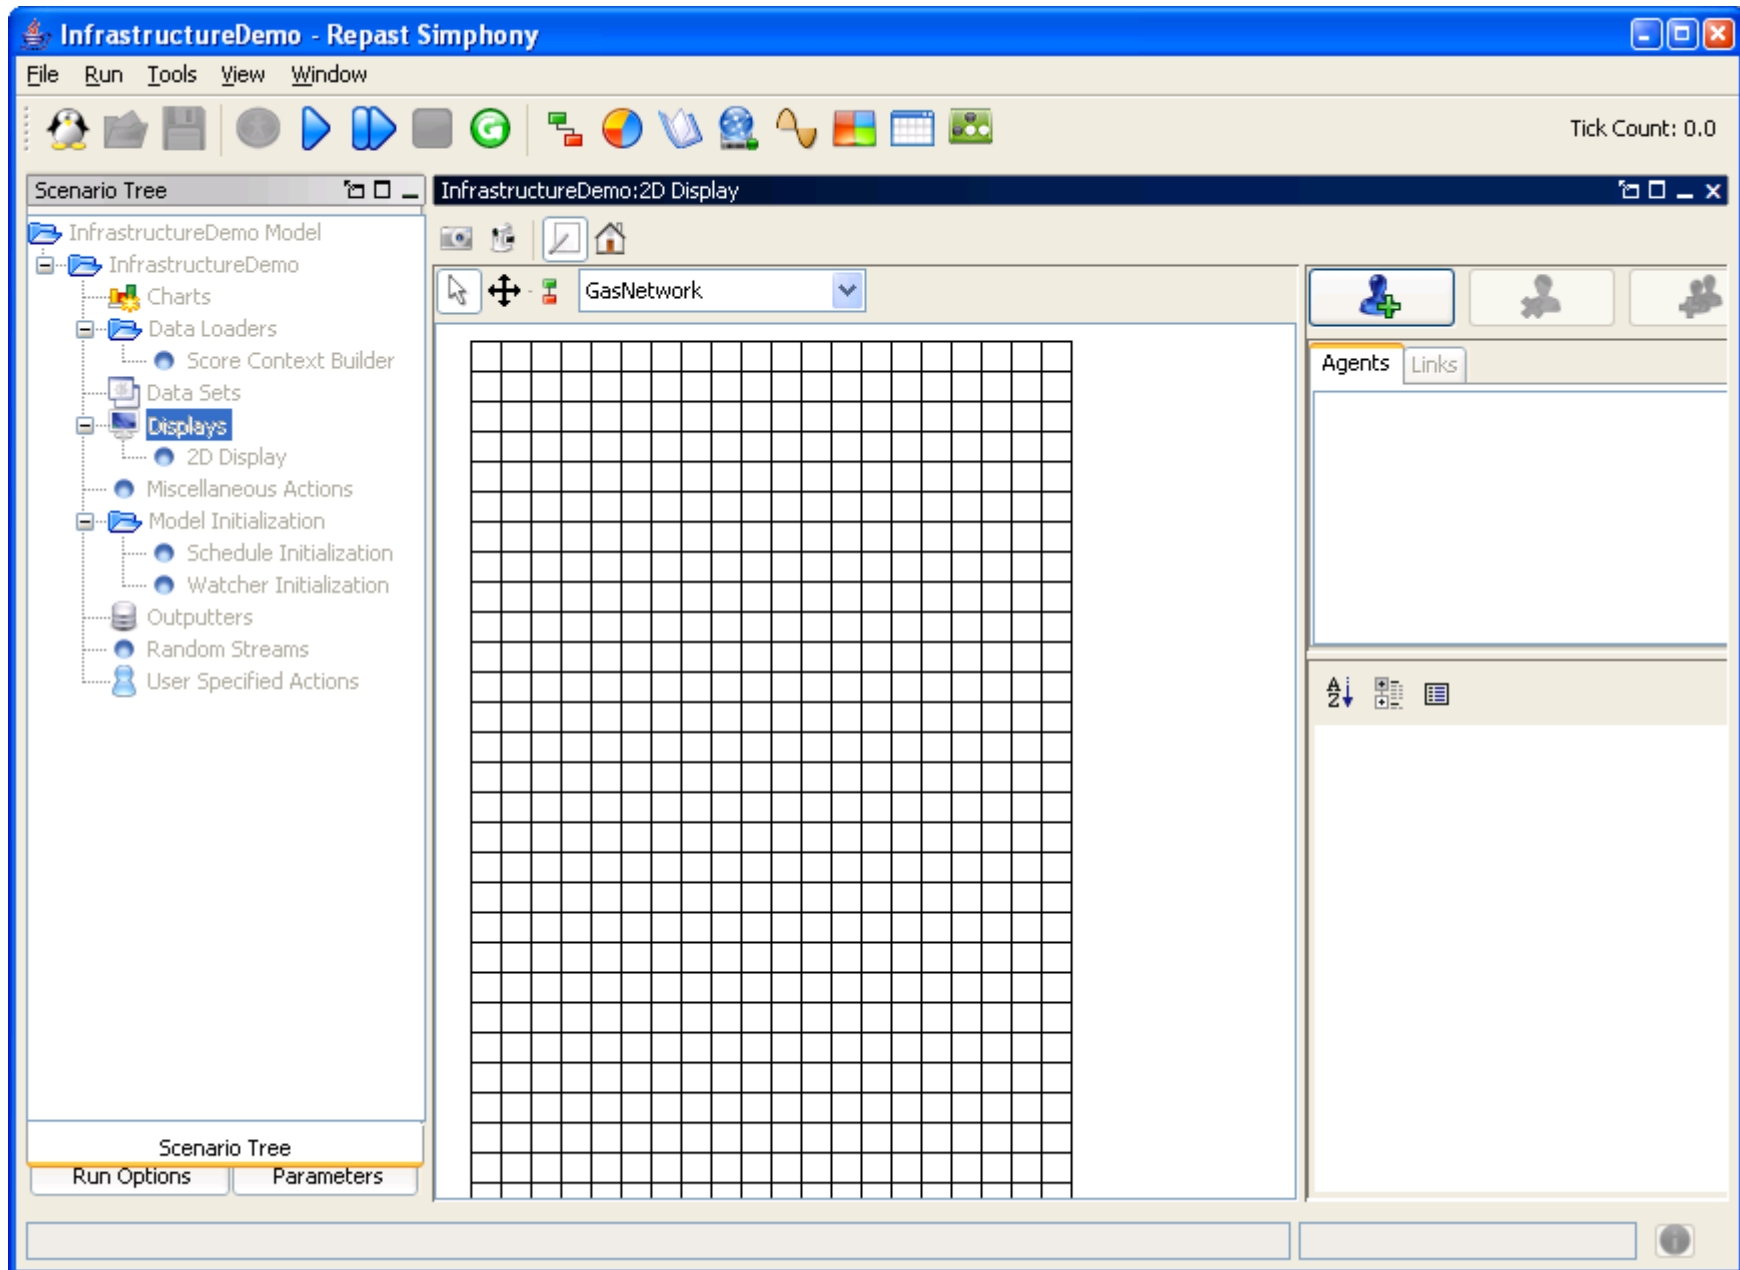 InfrastructureDemo - Repast Simphony
File Run Tools View Window
Tick Count: 0.0
Scenario Tree
InfrastructureDemo Model
InfrastructureDemo
Charts
Data Loaders
Score Context Builder
Data Sets
Displays
2D Display
Miscellaneous Actions
Model Initialization
Schedule Initialization
Watcher Initialization
Outputters
Random Streams
User Specified Actions
Scenario Tree
Run Options Parameters
InfrastructureDemo:2D Display
GasNetwork
Agents Links